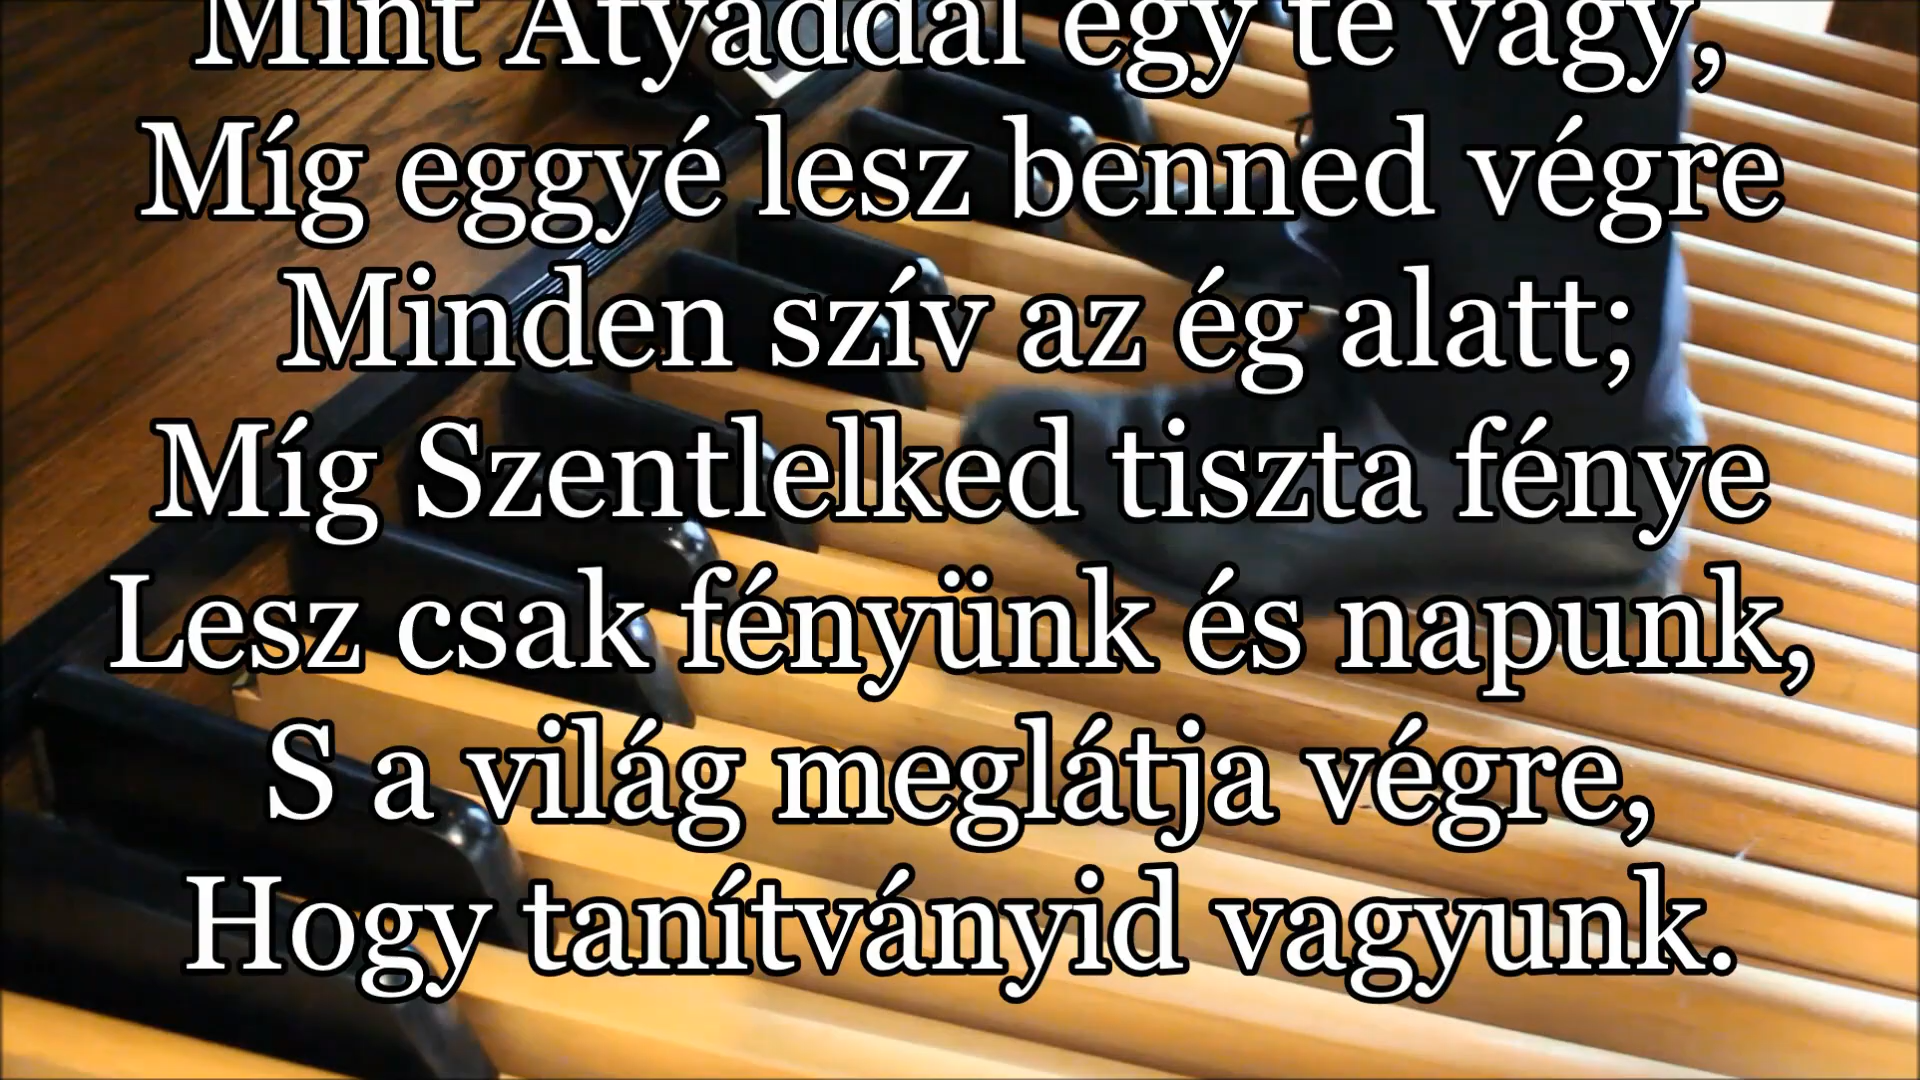 Mint Atyáddal egy te vagy,
Míg eggyé lesz benned végre
Minden szív az ég alatt;
Míg Szentlelked tiszta fénye
Lesz csak fényünk és napunk,
S a világ meglátja végre,
Hogy tanítványid vagyunk.